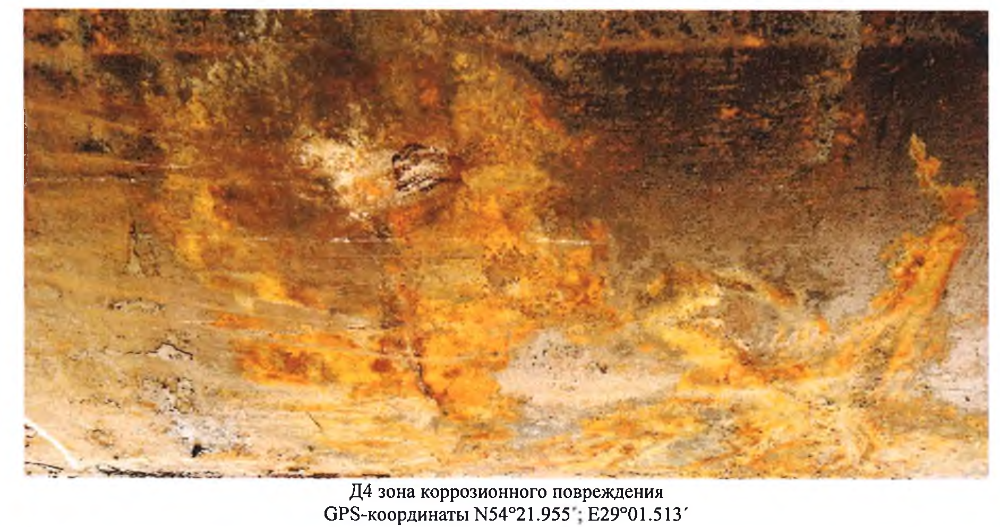 Д4 зона коррозионного повреждения
GPS-координаты N54°21.955´; E29°01.513´